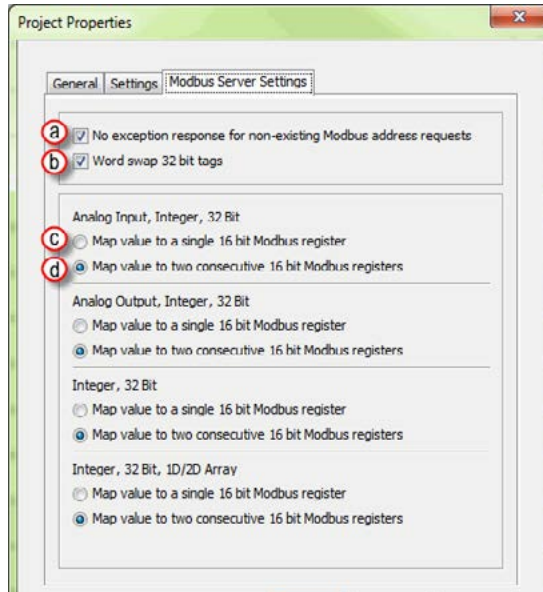 Project Properties
General Settings Modbus Server Settings
a No exception response for non-existing Modbus address requests
b Word swap 32 bit tags
Analog Input, Integer, 32 Bit
c Map value to a single 16 bit Modbus register
d Map value to two consecutive 16 bit Modbus registers
Analog Output, Integer, 32 Bit
Map value to a single 16 bit Modbus register
Map value to two consecutive 16 bit Modbus registers
Integer, 32 Bit
Map value to a single 16 bit Modbus register
Map value to two consecutive 16 bit Modbus registers
Integer, 32 Bit, 1D/2D Array
Map value to a single 16 bit Modbus register
Map value to two consecutive 16 bit Modbus registers